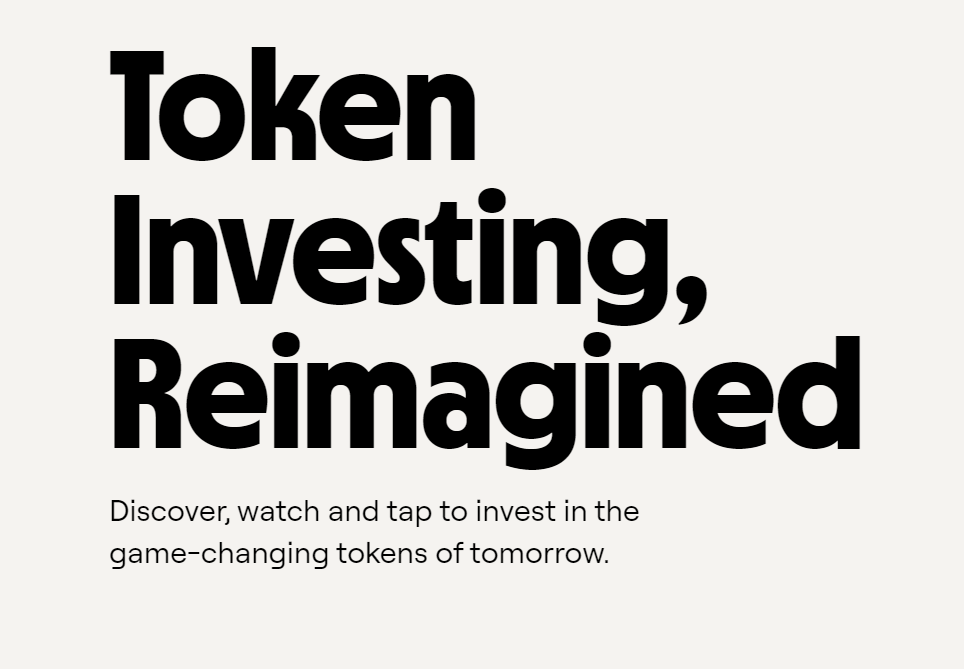 Token
Investing,
Reimagined
Discover, watch and tap to invest in the
game-changing tokens of tomorrow.